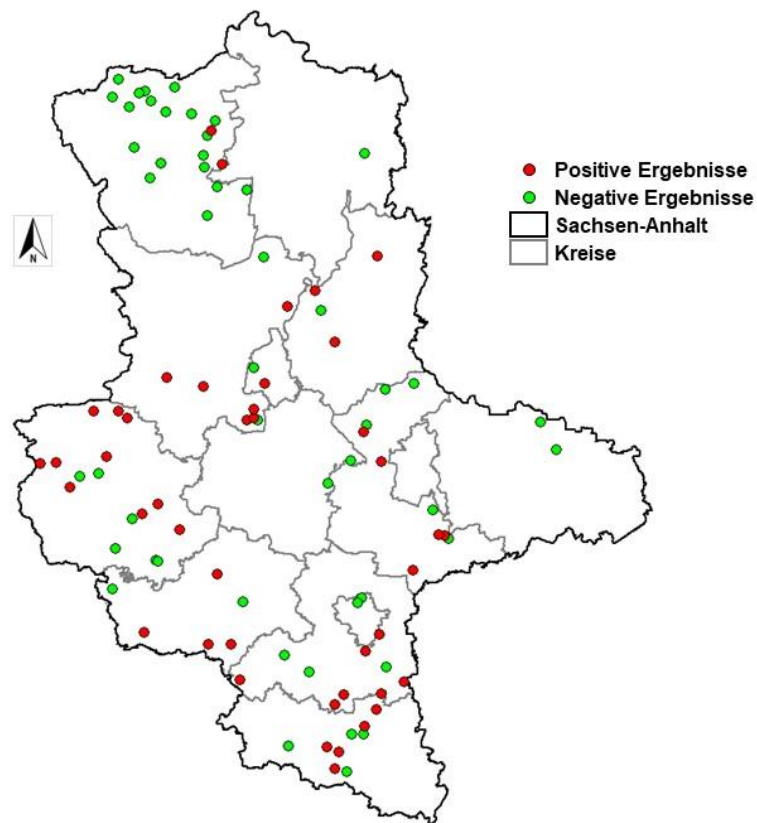 Positive Ergebnisse
Negative Ergebnisse
Sachsen-Anhalt
Kreise
N